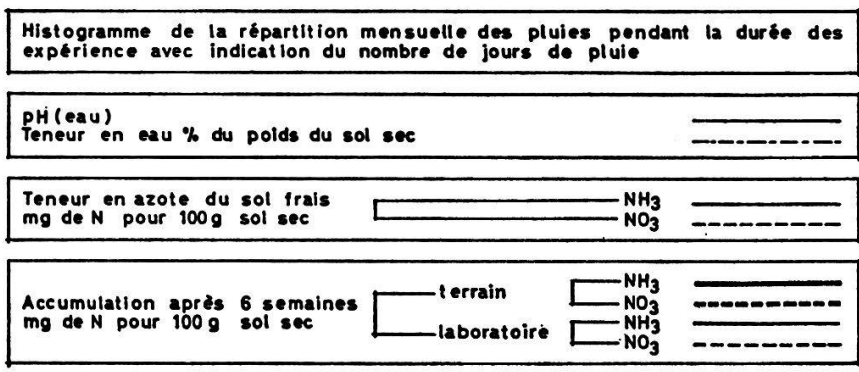 Histogramme de la répartition mensuelle des pluies pendant la durée des
expérience avec indication du nombre de jours de pluie
pH (eau)
Teneur en eau % du poids du sol sec
Teneur en azote du sol frais
mg de N pour 100 g sol sec
NH3
NO3
Accumulation après 6 semaines
mg de N pour 100 g sol sec
terrain
NH3
NO3
laboratoire
NH3
NO3